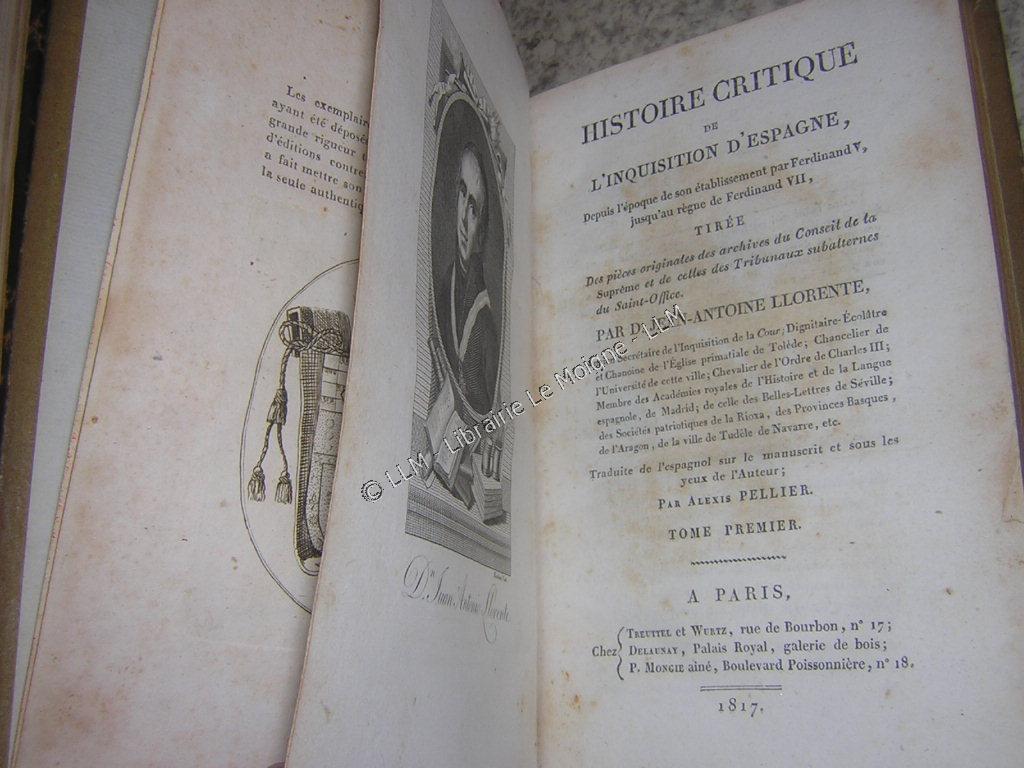 Les exemplaire
ayant été déposé
grande rigueur
d'éditions contre
a fait mettre son
la seule authentiq
Dn. Juan Antonio Llorente
HISTOIRE CRITIQUE
DE
L'INQUISITION D'ESPAGNE,
Depuis l'époque de son établissement par Ferdinand V,
jusqu'au règne de Ferdinand VII,
TIRÉE
Des pièces originales des archives du Conseil de la
Suprême et de celles des Tribunaux subalternes
du Saint-Office.
PAR D. JEAN-ANTOINE LLORENTE,
Secrétaire de l'Inquisition de la Cour; Dignitaire-Écolâtre
et Chanoine de l'Église primatiale de Tolède; Chancelier de
l'Université de cette ville; Chevalier de l'Ordre de Charles III;
Membre des Académies royales de l'Histoire et de la Langue
espagnole, de Madrid; de celle des Belles-Lettres de Séville;
des Sociétés patriotiques de la Rioxa, des Provinces Basques,
de l'Aragon, de la ville de Tudèle de Navarre, etc.
Traduite de l'espagnol sur le manuscrit et sous les
yeux de l'Auteur;
PAR ALEXIS PELLIER.
TOME PREMIER.
A PARIS,
Chez
TREUTTEL et WURTZ, rue de Bourbon, n° 17;
DELAUNAY, Palais Royal, galerie de bois;
P. MONGIE aîné, Boulevard Poissonnière, n° 18.
1817.
© LLM - Librairie Le Moigne - LLM